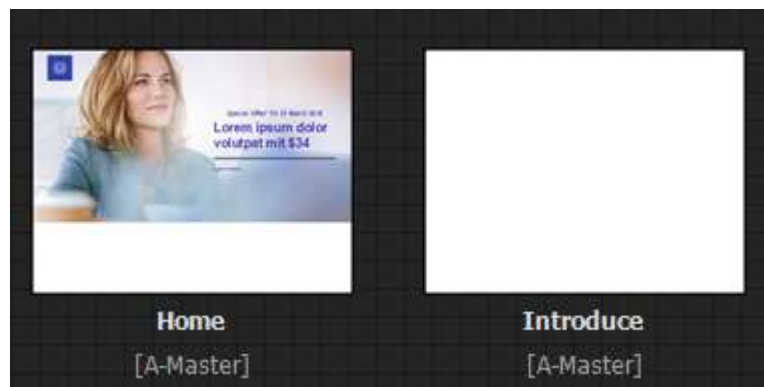 Lorem ipsum dolor
volutpat mit $34
Home
Introduce
[A-Master]
[A-Master]